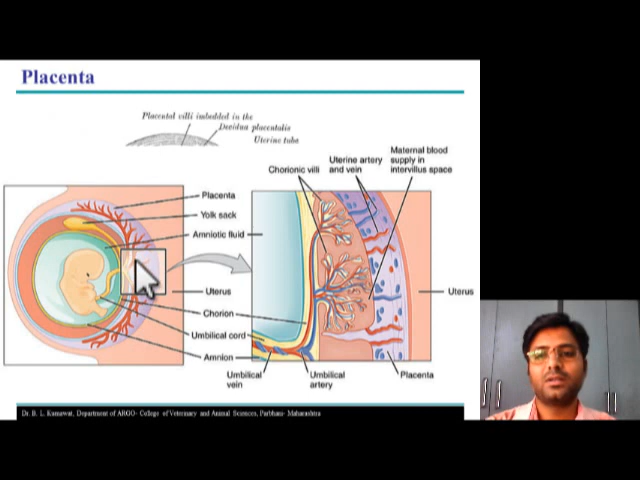 Placenta
Placental villi imbedded in the
Decidua placentalis
Uterine tuba
Placenta
Yolk sack
Amniotic fluid
Uterus
Chorion
Umbilical cord
Amnion
Chorionic villi
Uterine artery
and vein
Maternal blood
supply in
intervillus space
Uterus
Umbilical
vein
Umbilical
artery
Placenta
Dr. B. L. Kumawat, Department of ARGO- College of Veterinary and Animal Sciences, Parbhani- Maharashtra